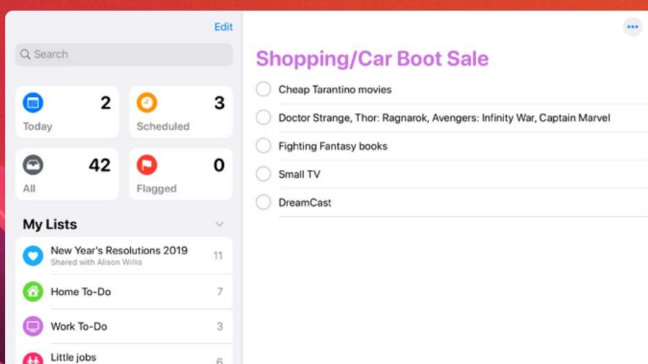 Edit
Search
2
Today
3
Scheduled
42
All
0
Flagged
My Lists
New Year's Resolutions 2019
Shared with Alison Willis
11
Home To-Do
7
Work To-Do
3
Little jobs
6
Shopping/Car Boot Sale
Cheap Tarantino movies
Doctor Strange, Thor: Ragnarok, Avengers: Infinity War, Captain Marvel
Fighting Fantasy books
Small TV
DreamCast